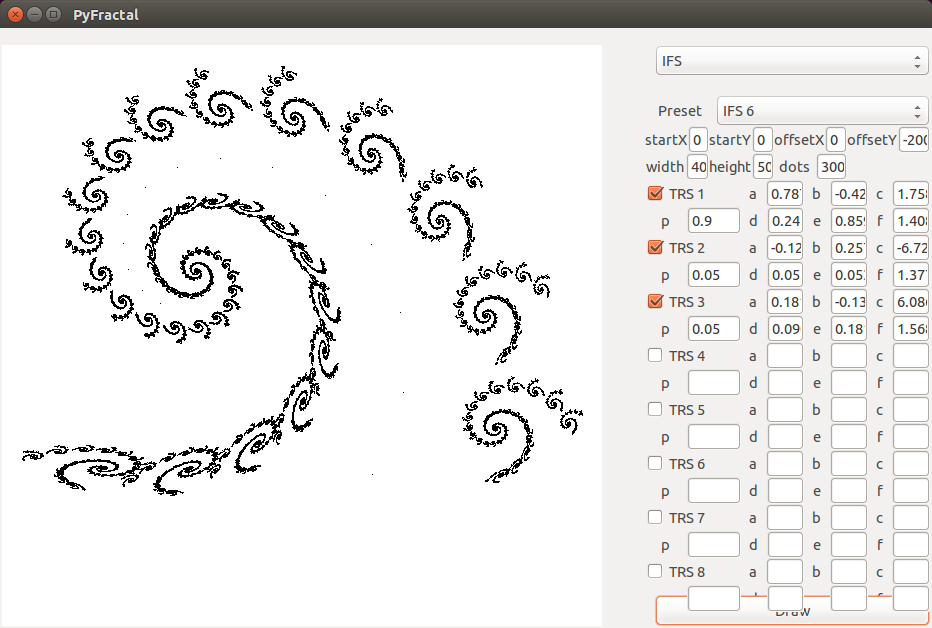 PyFractal
IFS
Preset IFS 6
startX 0 startY 0 offsetX 0 offsetY -200
width 40 height 50 dots 300
TRS 1 a 0.78 b -0.42 c 1.758
p 0.9 d 0.24 e 0.859 f 1.408
TRS 2 a -0.12 b 0.257 c -6.72
p 0.05 d 0.05 e 0.05 f 1.377
TRS 3 a 0.18 b -0.13 c 6.086
p 0.05 d 0.09 e 0.18 f 1.568
TRS 4 a b c
p d e f
TRS 5 a b c
p d e f
TRS 6 a b c
p d e f
TRS 7 a b c
p d e f
TRS 8 a b c
Draw